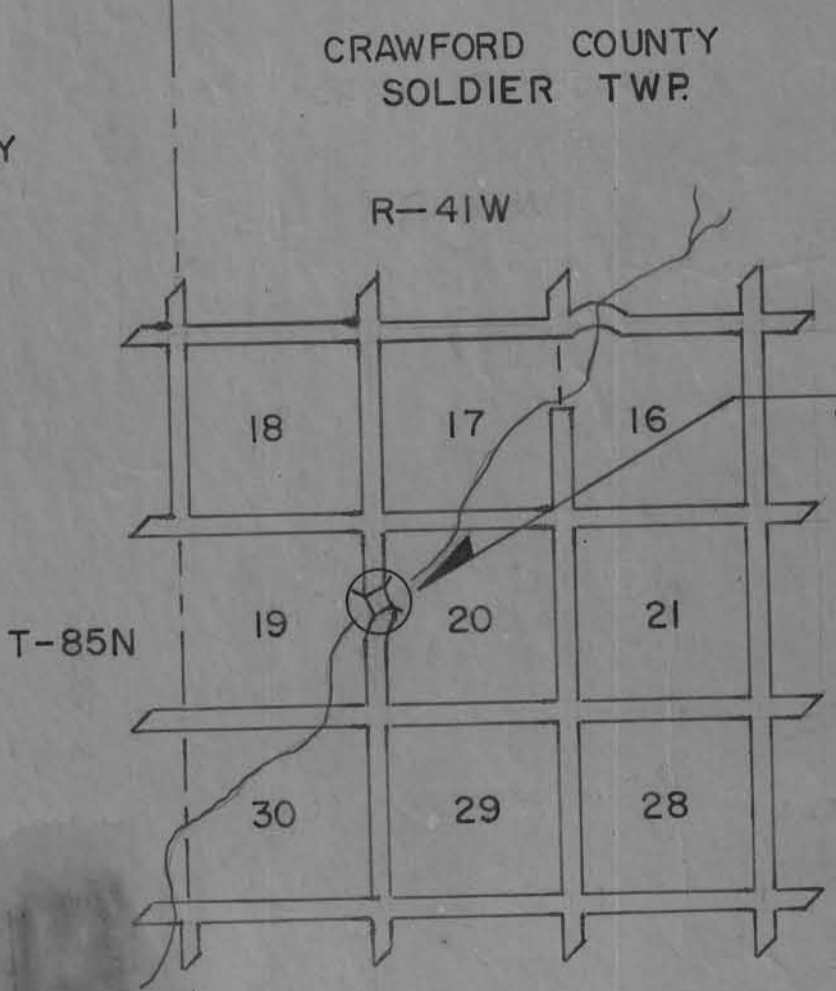 CRAWFORD COUNTY
SOLDIER TWP.
Y
R-41W
18 17 16
T-85N 19 20 21
30 29 28